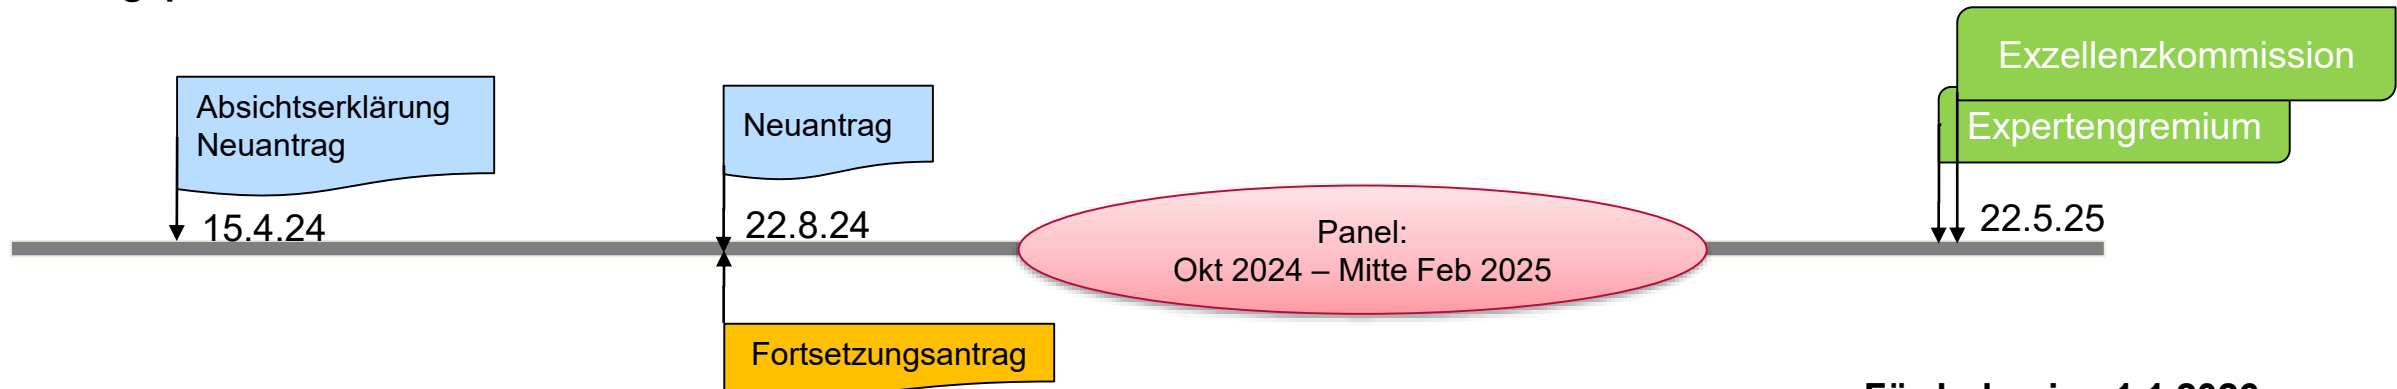 Exzellenzkommission
Absichtserklärung
Neuantrag
Neuantrag
Expertengremium
15.4.24
22.8.24
22.5.25
Panel:
Okt 2024 – Mitte Feb 2025
Fortsetzungsantrag